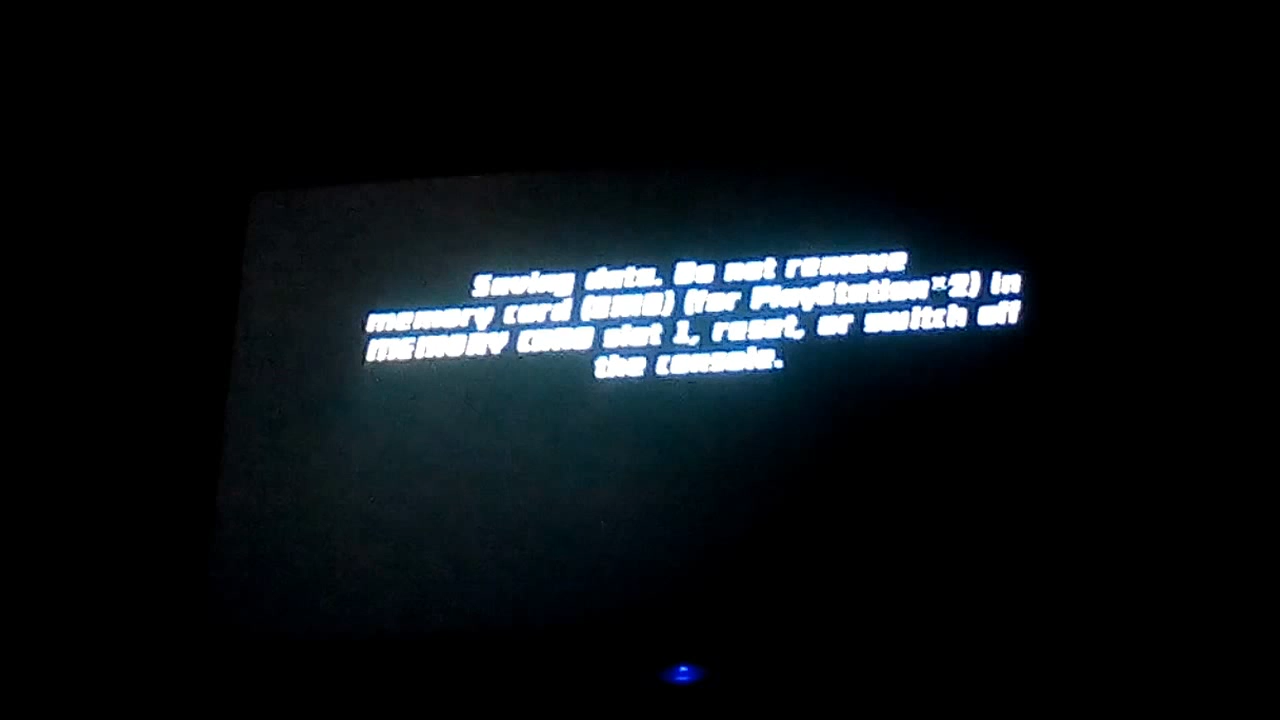 Saving data. Do not remove
memory card (8MB) (for PlayStation®2) in
MEMORY CARD slot 1, reset, or switch off
the console.